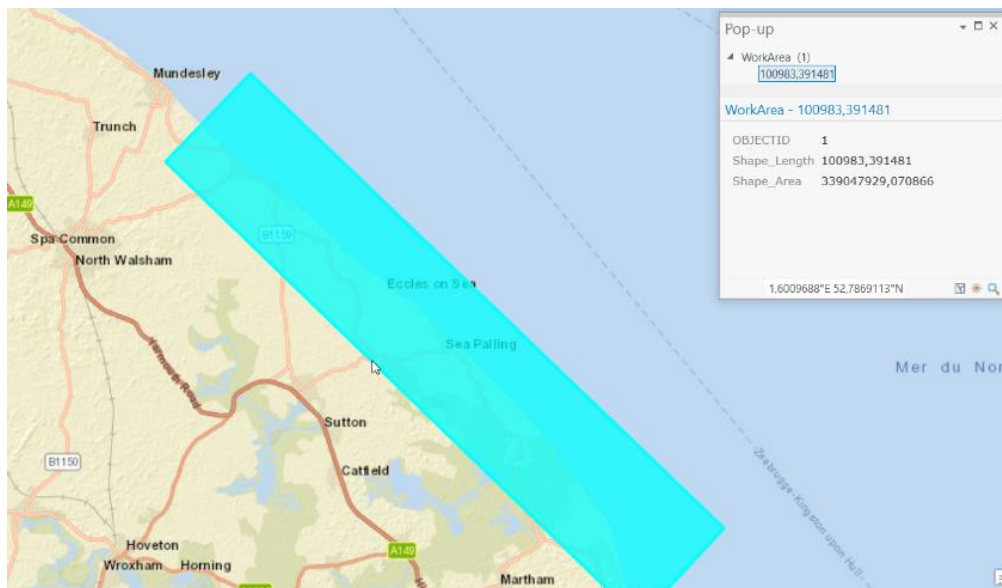 Mundesley
Trunch
A149
Spa Common
North Walsham
B1159
Eccles on Sea
Sea Palling
Yarmouth Road
Sutton
Catfield
B1150
Hoveton
Wroxham
Horning
A149
Martham
Mer du Nor
Zeebrugge-Kingston upon Hull
Pop-up
WorkArea (1)
100983,391481
WorkArea - 100983,391481
OBJECTID 1
Shape_Length 100983,391481
Shape_Area 339047929,070866
1,6009688°E 52,7869113°N